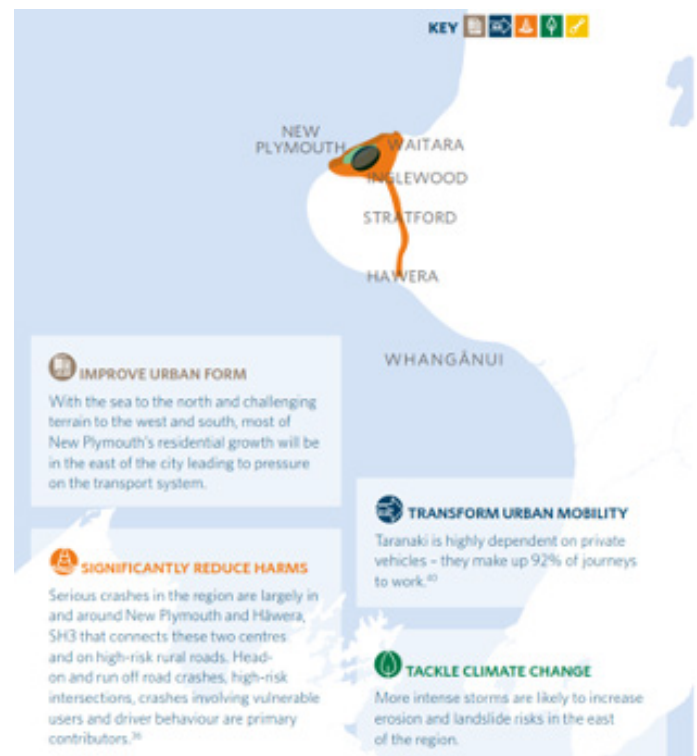 KEY
NEW
PLYMOUTH
WAITARA
INGLEWOOD
STRATFORD
HAWERA
WHANGĀNUI
IMPROVE URBAN FORM
With the sea to the north and challenging
terrain to the west and south, most of
New Plymouth's residential growth will be
in the east of the city leading to pressure
on the transport system.
TRANSFORM URBAN MOBILITY
Taranaki is highly dependent on private
vehicles – they make up 92% of journeys
to work.⁴⁰
SIGNIFICANTLY REDUCE HARMS
Serious crashes in the region are largely in
and around New Plymouth and Hāwera,
SH3 that connects these two centres
and on high-risk rural roads. Head-
on and run off road crashes, high-risk
intersections, crashes involving vulnerable
users and driver behaviour are primary
contributors.³⁶
TACKLE CLIMATE CHANGE
More intense storms are likely to increase
erosion and landslide risks in the east
of the region.